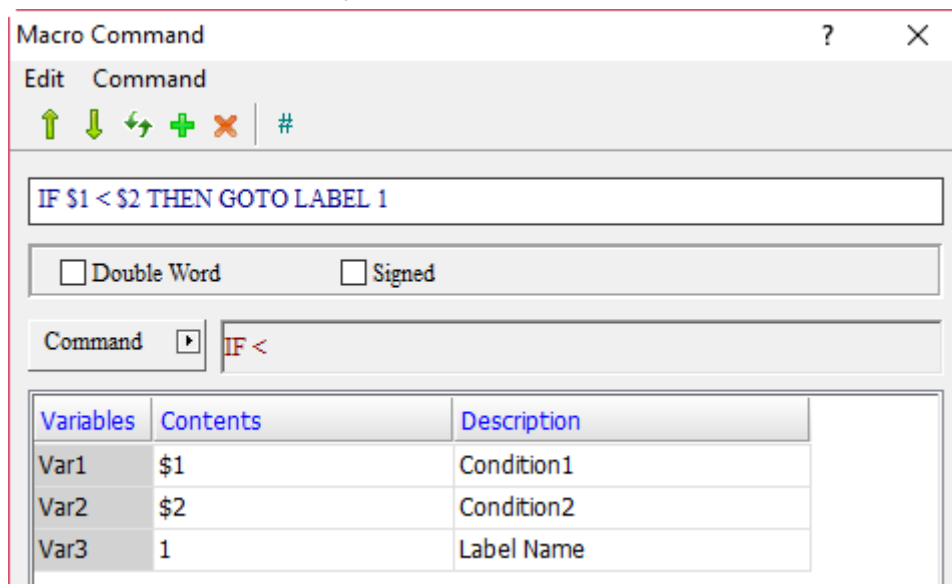 Macro Command ?
Edit Command
#
IF $1 < $2 THEN GOTO LABEL 1
Double Word Signed
Command IF <
Variables Contents Description
Var1 $1 Condition1
Var2 $2 Condition2
Var3 1 Label Name